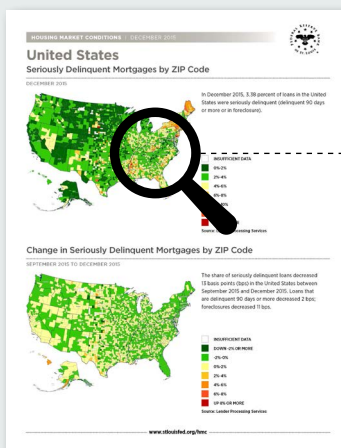 HOUSING MARKET CONDITIONS / DECEMBER 2015
United States
Seriously Delinquent Mortgages by ZIP Code
DECEMBER 2015
In December 2015, 3.38 percent of loans in the United
States were seriously delinquent (delinquent 90 days
or more or in foreclosure).
INSUFFICIENT DATA
0%-2%
2%-4%
4%-6%
6%-8%
Processing Services
Change in Seriously Delinquent Mortgages by ZIP Code
SEPTEMBER 2015 TO DECEMBER 2015
The share of seriously delinquent loans decreased
13 basis points (bps) in the United States between
September 2015 and December 2015. Loans that
are delinquent 90 days or more decreased 2 bps;
foreclosures decreased 11 bps.
INSUFFICIENT DATA
DOWN -2% OR MORE
-2%-0%
0%-2%
2%-4%
4%-6%
6%-8%
UP 8% OR MORE
Source: Lender Processing Services
www.stlouisfed.org/hmc